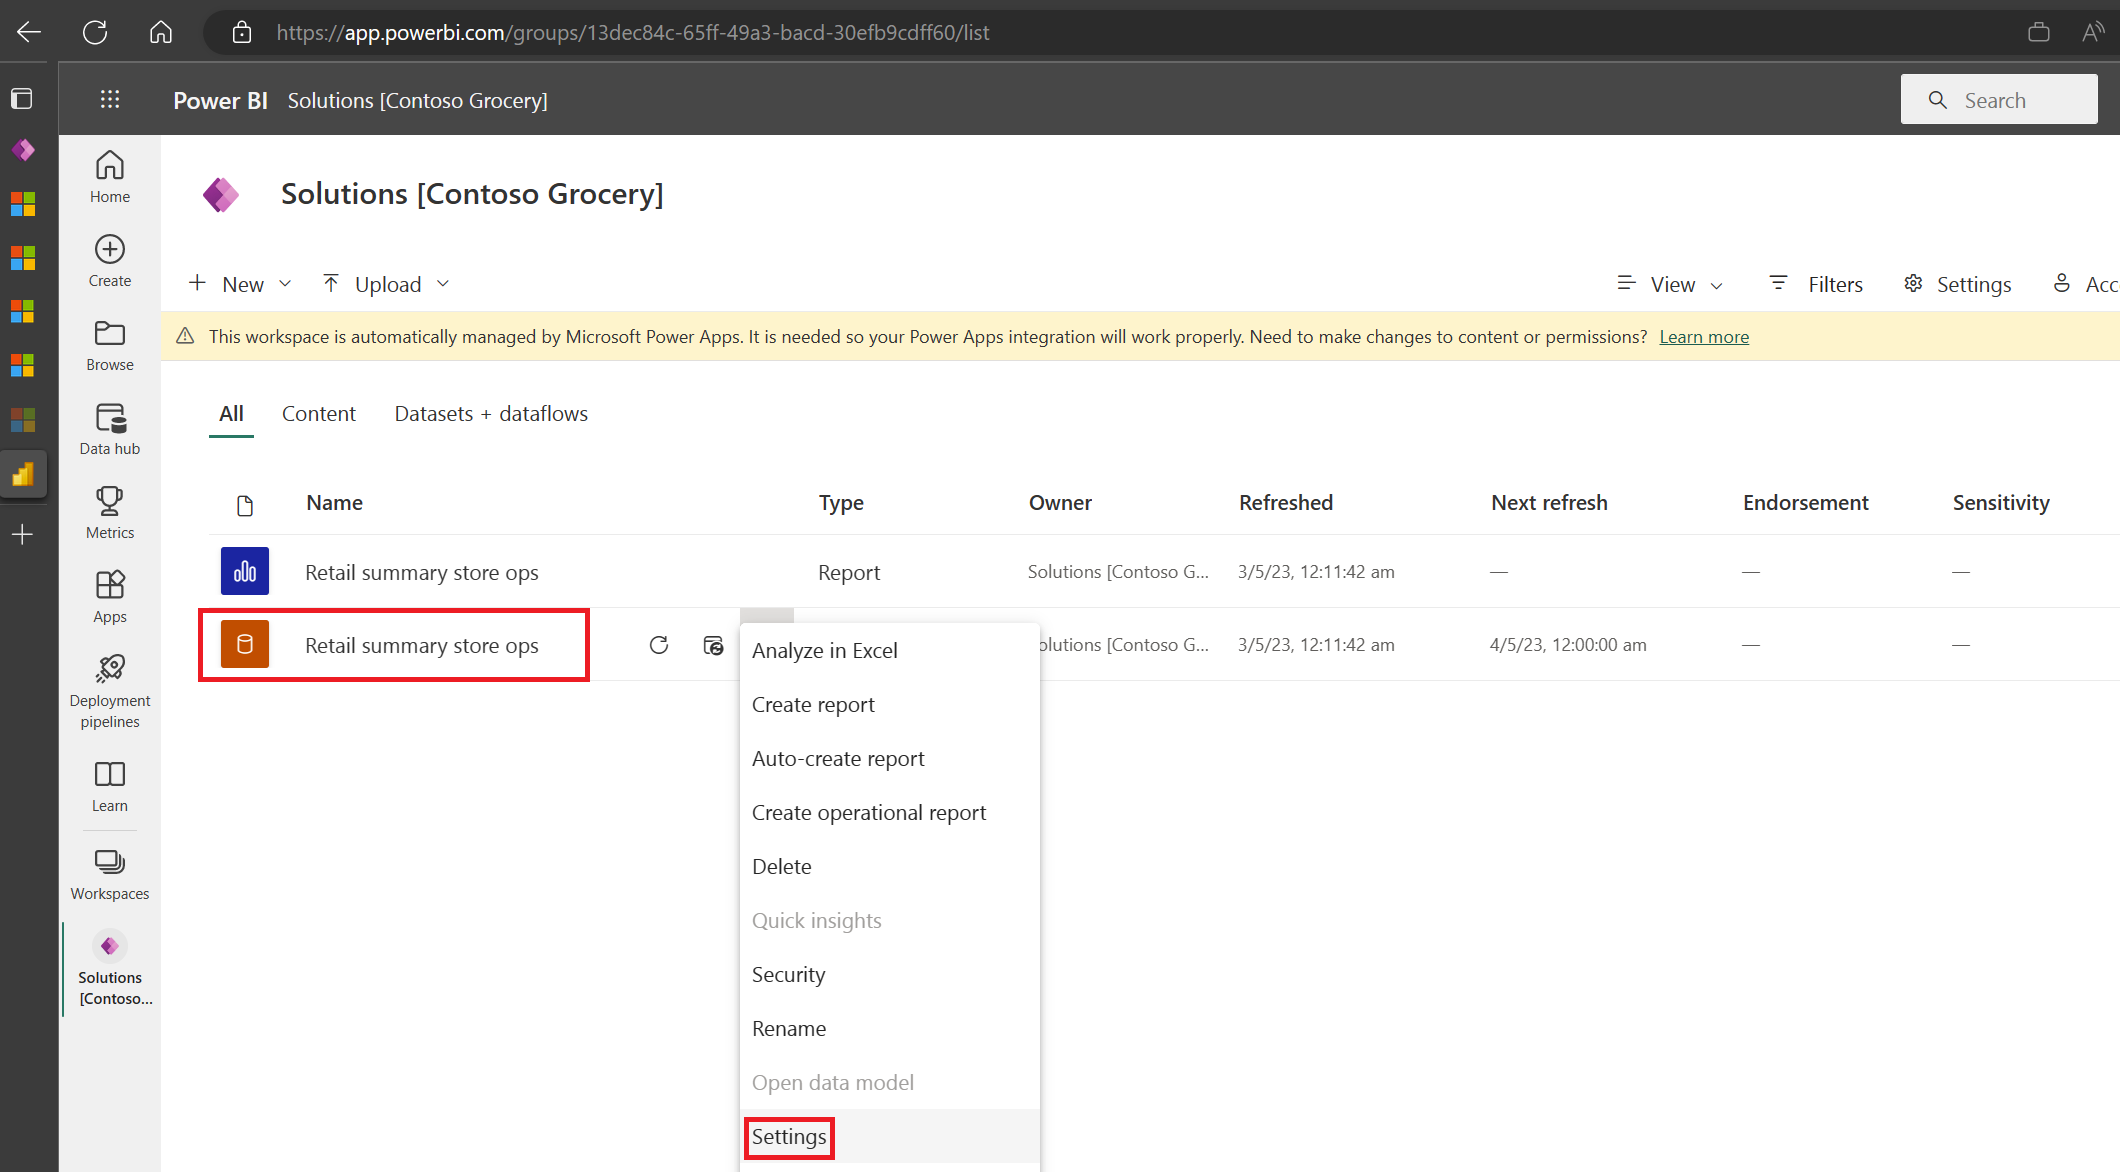 https://app.powerbi.com/groups/13dec84c-65ff-49a3-bacd-30efb9cdff60/list
Power BI Solutions [Contoso Grocery]
Search
Home
Create
Browse
Data hub
Metrics
Apps
Deployment
pipelines
Learn
Workspaces
Solutions
[Contoso...
Solutions [Contoso Grocery]
New Upload View Filters Settings Acc
This workspace is automatically managed by Microsoft Power Apps. It is needed so your Power Apps integration will work properly. Need to make changes to content or permissions? Learn more
All Content Datasets + dataflows
Name Type Owner Refreshed Next refresh Endorsement Sensitivity
Retail summary store ops Report Solutions [Contoso G... 3/5/23, 12:11:42 am — — —
Retail summary store ops olutions [Contoso G... 3/5/23, 12:11:42 am 4/5/23, 12:00:00 am — —
Analyze in Excel
Create report
Auto-create report
Create operational report
Delete
Quick insights
Security
Rename
Open data model
Settings